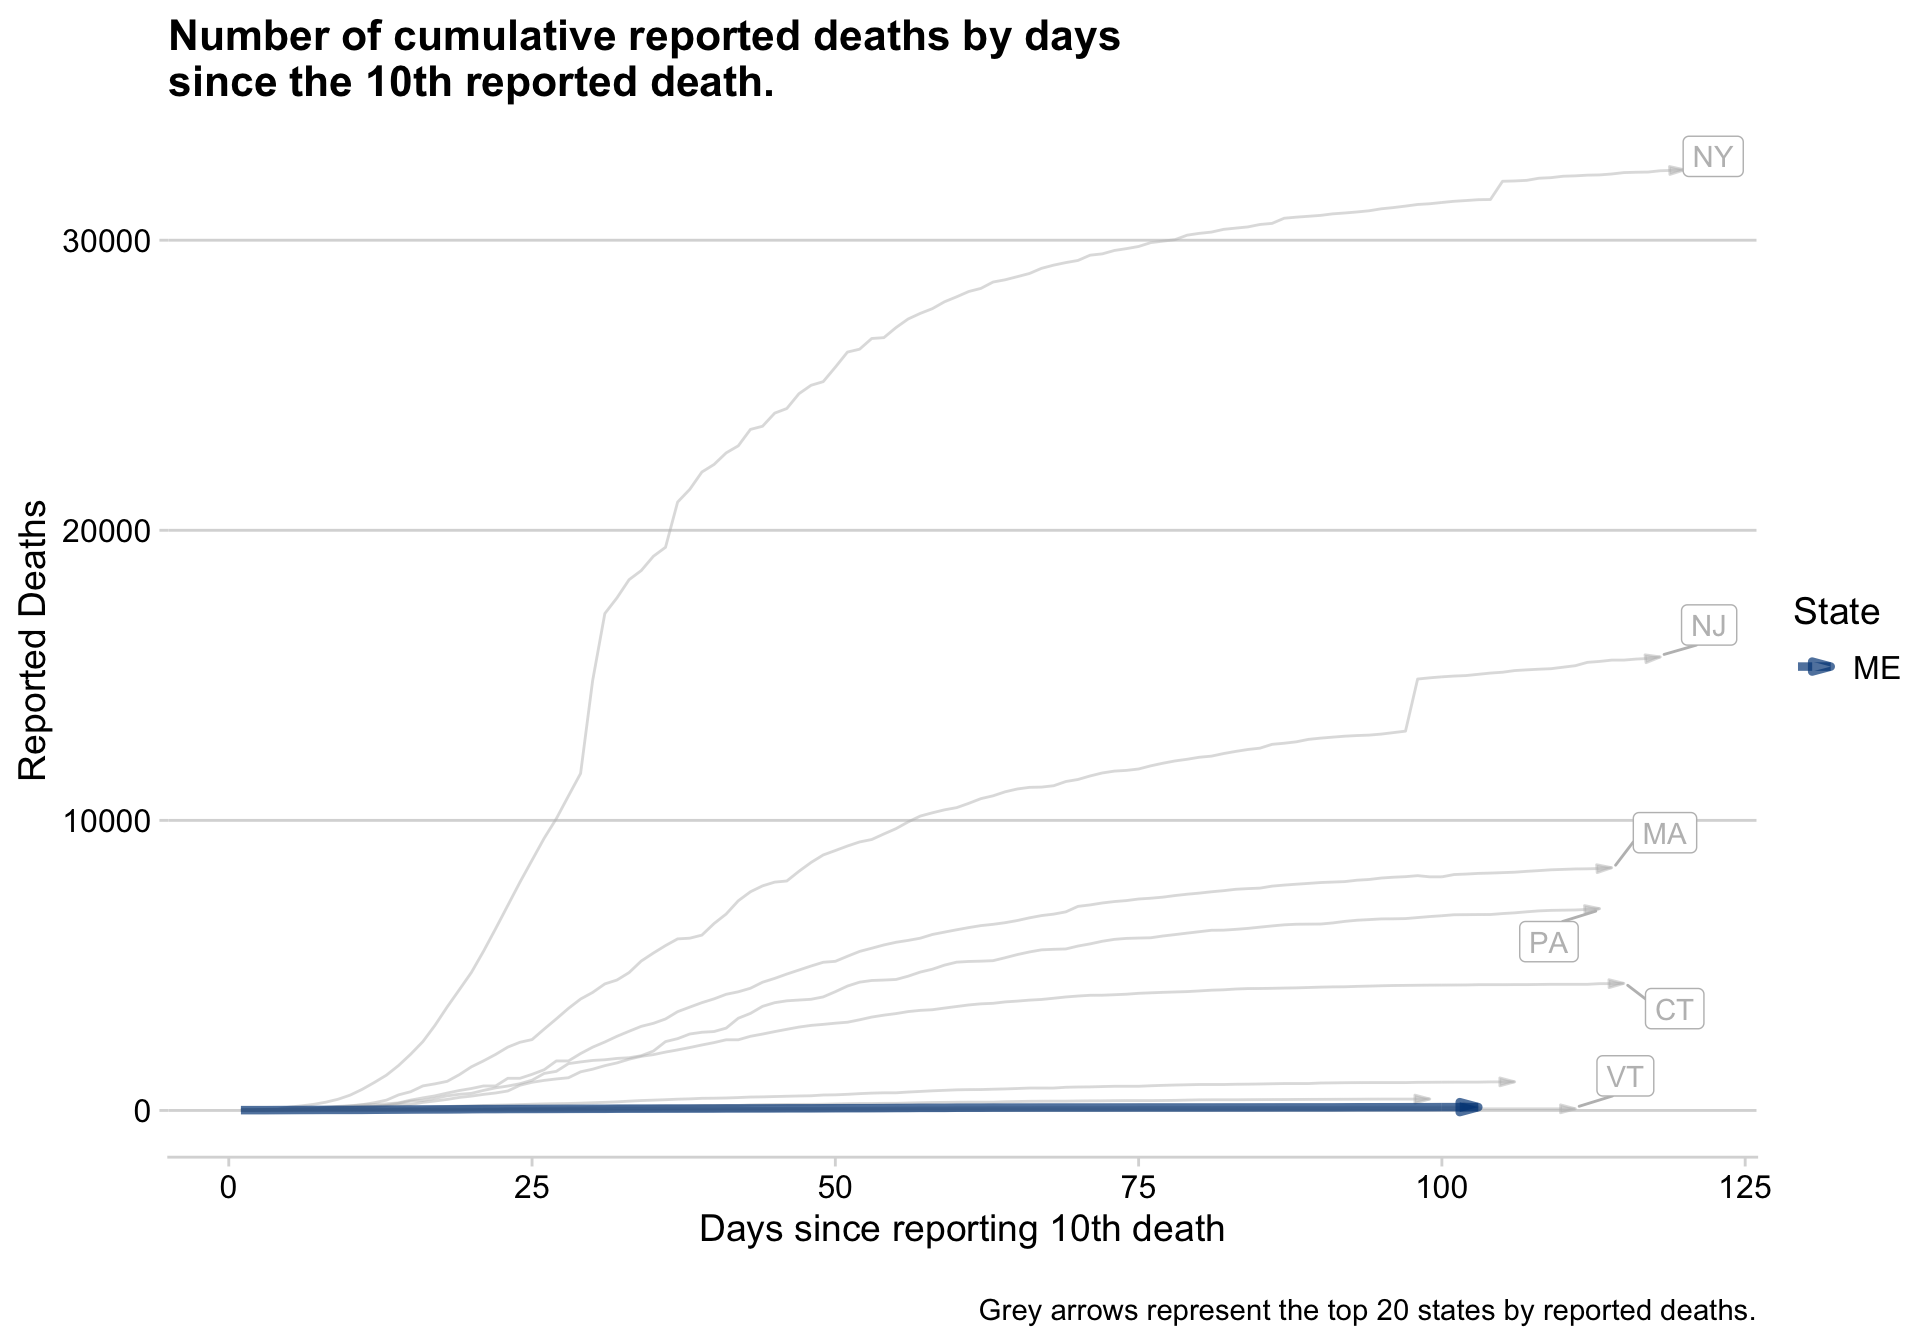 Number of cumulative reported deaths by days
since the 10th reported death.
NY
30000
20000
NJ
State
ME
Reported Deaths
10000
MA
PA
CT
VT
0
0 25 50 75 100 125
Days since reporting 10th death
Grey arrows represent the top 20 states by reported deaths.